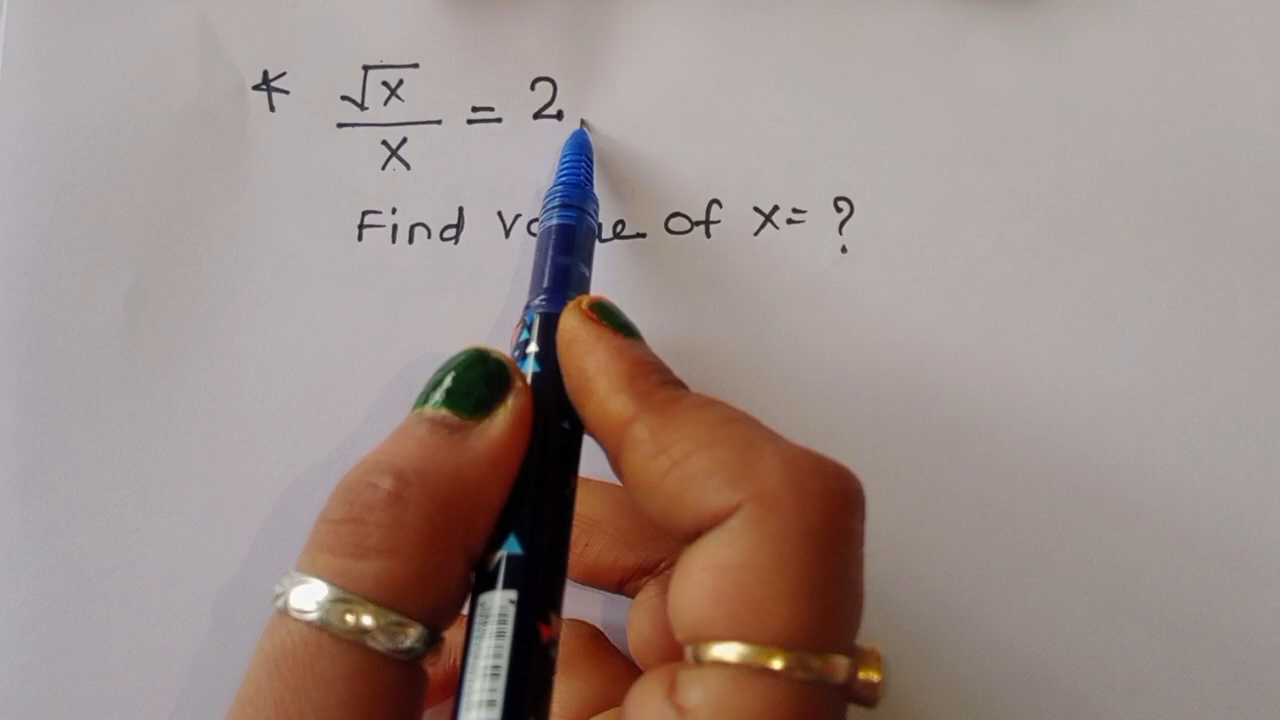 * √x / x = 2
Find of x= ?